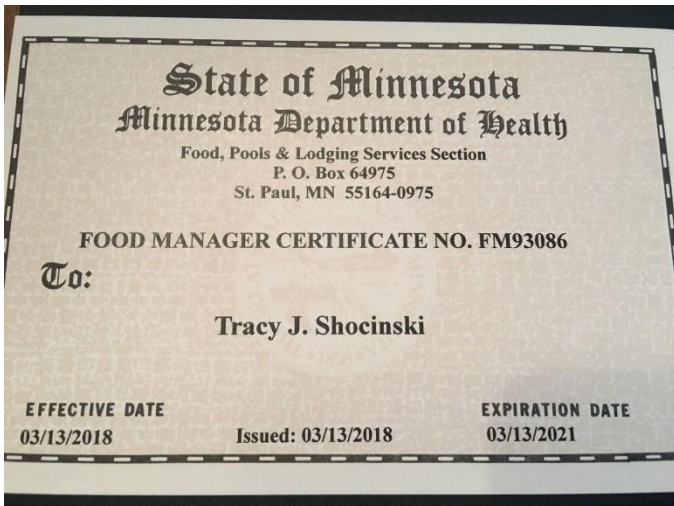 State of Minnesota
Minnesota Department of Health
Food, Pools & Lodging Services Section
P. O. Box 64975
St. Paul, MN 55164-0975
FOOD MANAGER CERTIFICATE NO. FM93086
To:
Tracy J. Shocinski
EFFECTIVE DATE
03/13/2018
Issued: 03/13/2018
EXPIRATION DATE
03/13/2021